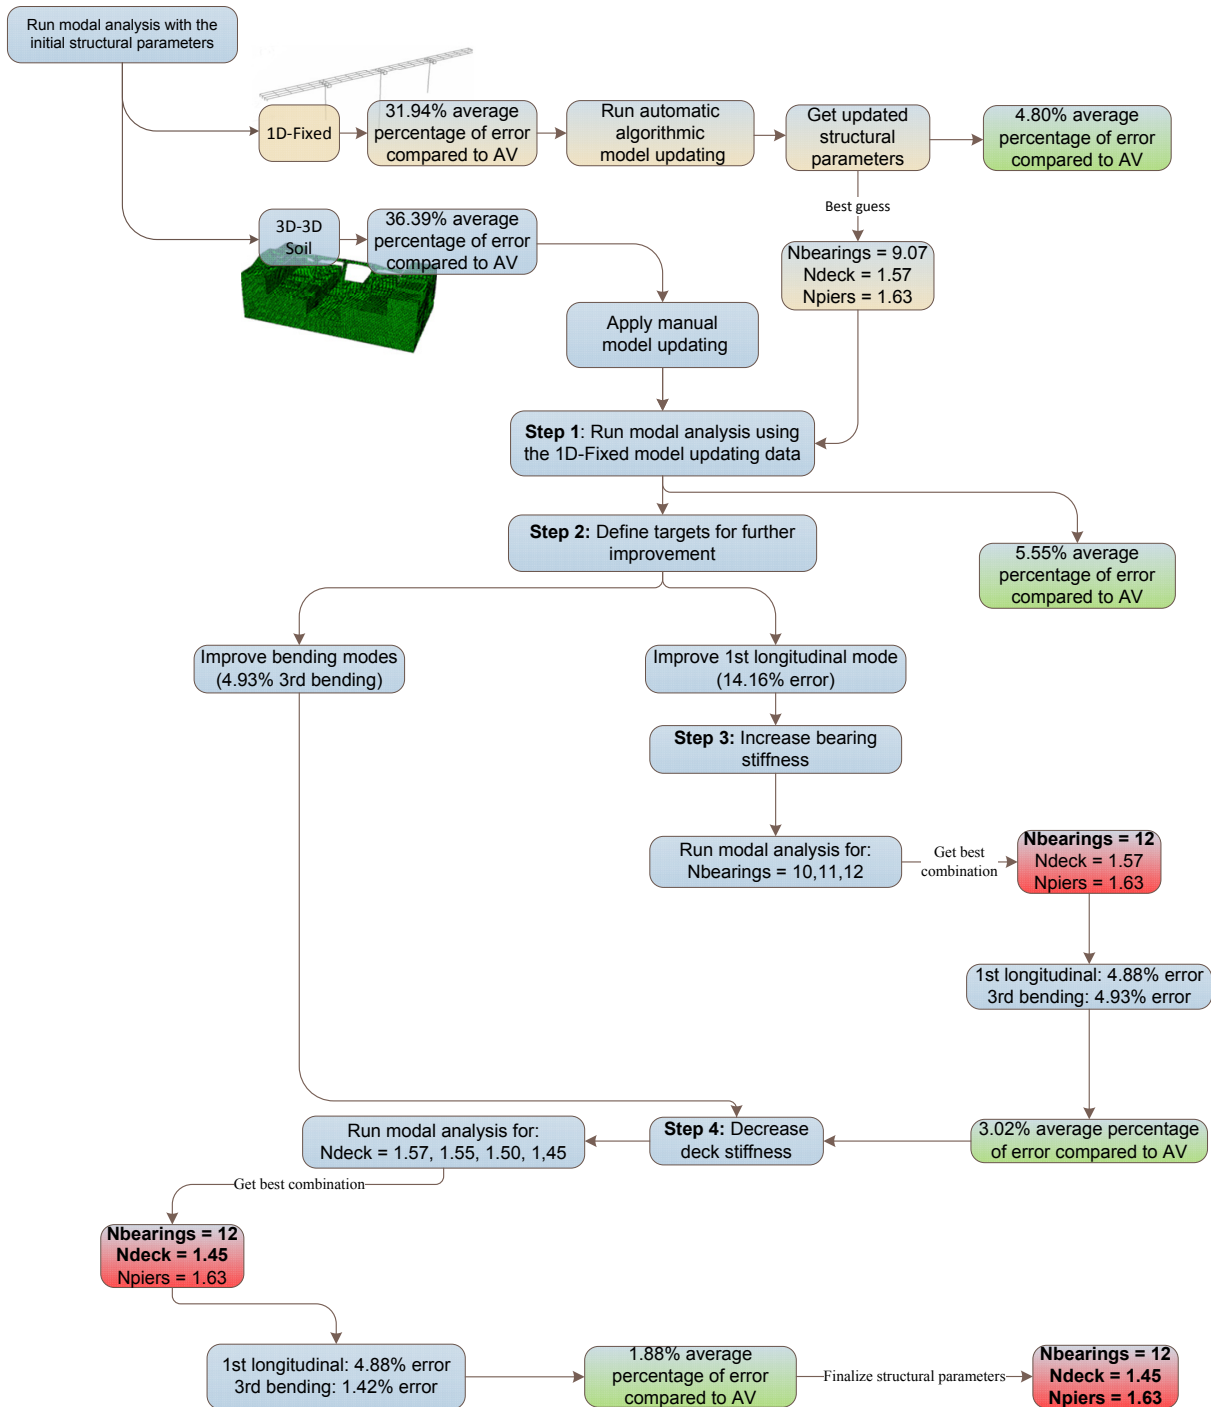 Run modal analysis with the
initial structural parameters
1D-Fixed
31.94% average
percentage of error
compared to AV
Run automatic
algorithmic
model updating
Get updated
structural
parameters
4.80% average
percentage of error
compared to AV
Best guess
3D-3D
Soil
36.39% average
percentage of error
compared to AV
Nbearings = 9.07
Ndeck = 1.57
Npiers = 1.63
Apply manual
model updating
Step 1: Run modal analysis using
the 1D-Fixed model updating data
Step 2: Define targets for further
improvement
5.55% average
percentage of error
compared to AV
Improve bending modes
(4.93% 3rd bending)
Improve 1st longitudinal mode
(14.16% error)
Step 3: Increase bearing
stiffness
Run modal analysis for:
Nbearings = 10,11,12
Get best
combination
Nbearings = 12
Ndeck = 1.57
Npiers = 1.63
1st longitudinal: 4.88% error
3rd bending: 4.93% error
3.02% average percentage
of error compared to AV
Step 4: Decrease
deck stiffness
Run modal analysis for:
Ndeck = 1.57, 1.55, 1.50, 1,45
Get best combination
Nbearings = 12
Ndeck = 1.45
Npiers = 1.63
1st longitudinal: 4.88% error
3rd bending: 1.42% error
1.88% average
percentage of error
compared to AV
Finalize structural parameters
Nbearings = 12
Ndeck = 1.45
Npiers = 1.63